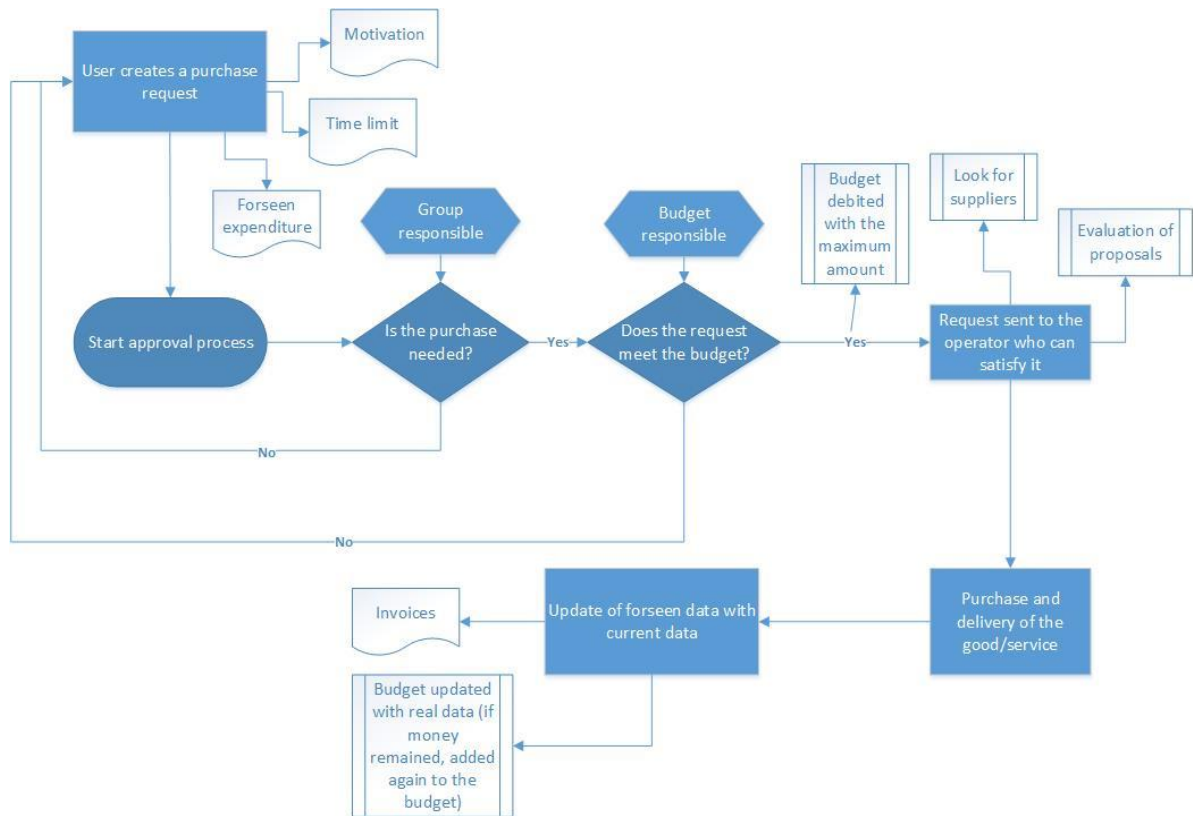 User creates a purchase
request
Motivation
Time limit
Forseen
expenditure
Group
responsible
Budget
responsible
Budget
debited with
the
maximum
amount
Look for
suppliers
Evaluation of
proposals
Start approval process
Is the purchase
needed?
Yes
Does the request
meet the budget?
Yes
Request sent to the
operator who can
satisfy it
No
No
Invoices
Update of forseen data with
current data
Purchase and
delivery of the
good/service
Budget updated
with real data (if
money
remained, added
again to the
budget)